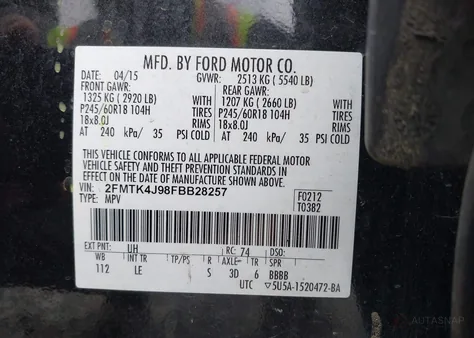 MFD. BY FORD MOTOR CO.
DATE: 04/15 GVWR: 2513 KG ( 5540 LB)
FRONT GAWR: REAR GAWR:
1325 KG ( 2920 LB) WITH 1207 KG ( 2660 LB) WITH
P245/60R18 104H TIRES P245/60R18 104H TIRES
18x8.0J RIMS 18x8.0J RIMS
AT 240 kPa/ 35 PSI COLD AT 240 kPa/ 35 PSI COLD
THIS VEHICLE CONFORMS TO ALL APPLICABLE FEDERAL MOTOR
VEHICLE SAFETY AND THEFT PREVENTION STANDARDS IN
EFFECT ON THE DATE OF MANUFACTURE SHOWN ABOVE.
VIN: 2FMTK4J98FBB28257 F0212
TYPE: MPV T0382
EXT PNT: UH RC: 74 DSO:
WB INT TR TP/PS R AXLE TR SPR
112 LE S 3D 6 BBBB
UTC ▽5U5A-1520472-BA
AUTASNAP